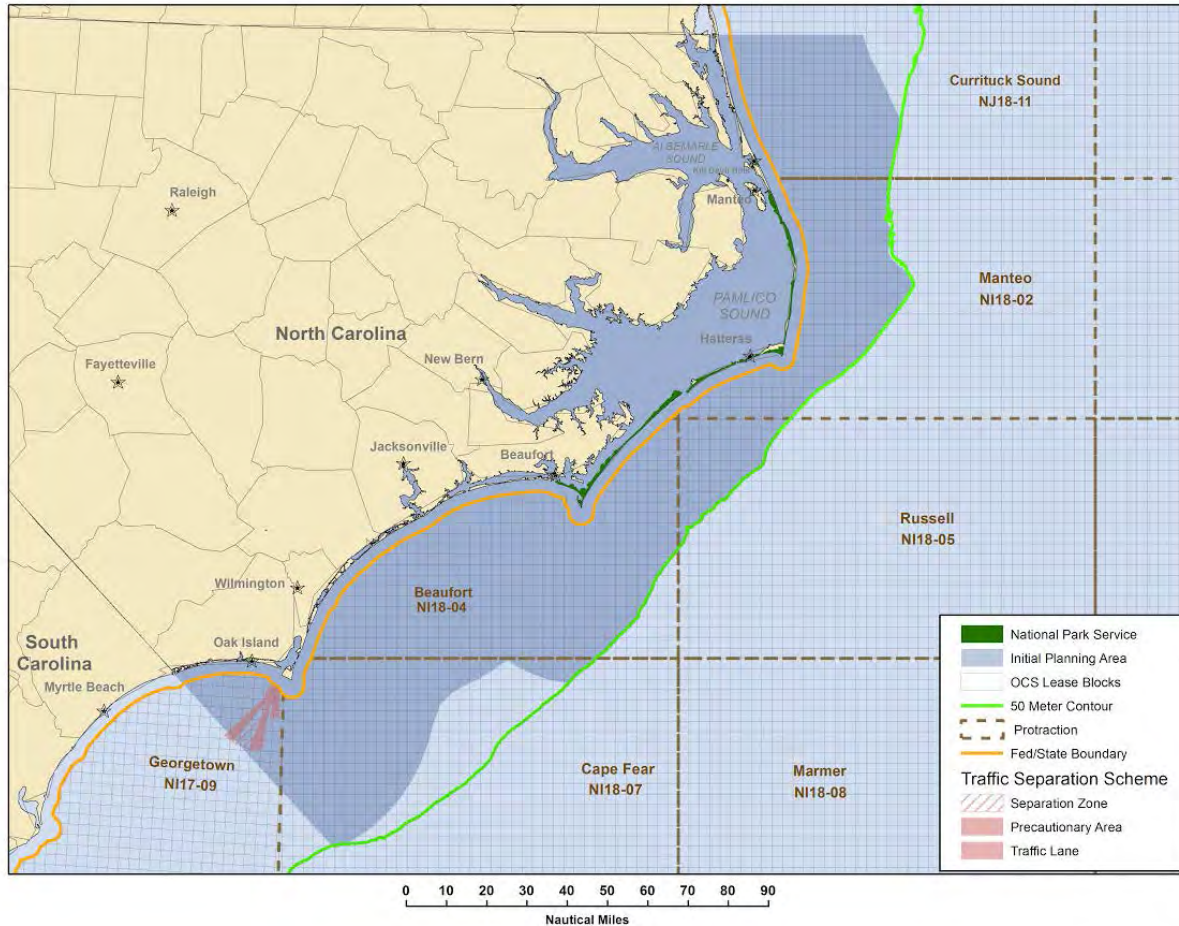 Currituck Sound
NJ18-11
ALBEMARLE
SOUND
Kill Devil Hills
Raleigh
Manteo
Manteo
NI18-02
PAMLICO
SOUND
North Carolina
Hatteras
Fayetteville
New Bern
Jacksonville
Beaufort
Russell
NI18-05
Wilmington
Beaufort
NI18-04
Oak Island
South
Carolina
Myrtle Beach
Georgetown
NI17-09
Cape Fear
NI18-07
Marmer
NI18-08
National Park Service
Initial Planning Area
OCS Lease Blocks
50 Meter Contour
Protraction
Fed/State Boundary
Traffic Separation Scheme
Separation Zone
Precautionary Area
Traffic Lane
0 10 20 30 40 50 60 70 80 90
Nautical Miles